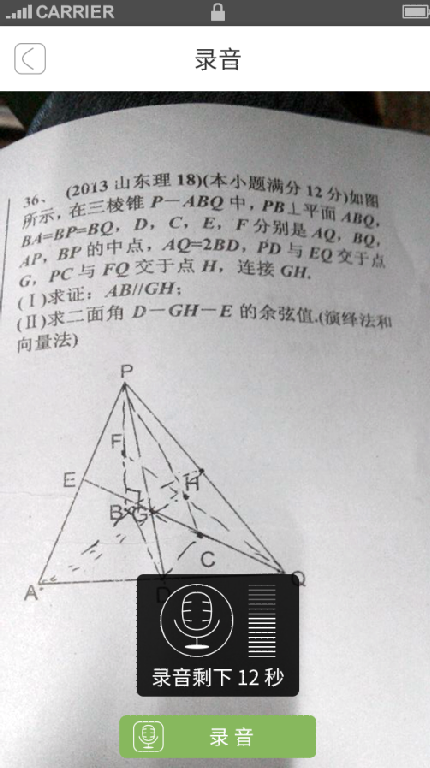 CARRIER
录音
36. (2013 山东理 18)(本小题满分 12 分)如图
所示，在三棱锥 P－ABQ 中，PB⊥平面 ABQ，
BA=BP=BQ，D，C，E，F 分别是 AQ，BQ，
AP，BP 的中点，AQ=2BD，PD 与 EQ 交于点
G，PC 与 FQ 交于点 H，连接 GH.
(Ⅰ)求证：AB//GH；
(Ⅱ)求二面角 D－GH－E 的余弦值.(演绎法和
向量法)
P
F
E
H
B G
C
A
D
Q
录音剩下 12 秒
录 音